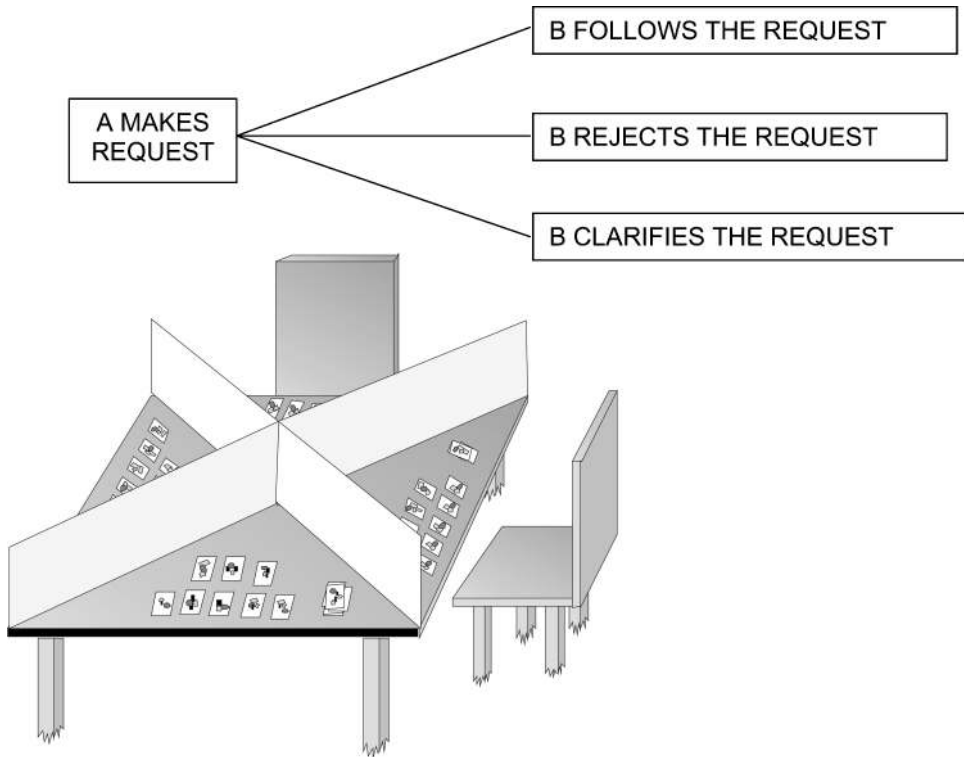 B FOLLOWS THE REQUEST
A MAKES
REQUEST
B REJECTS THE REQUEST
B CLARIFIES THE REQUEST